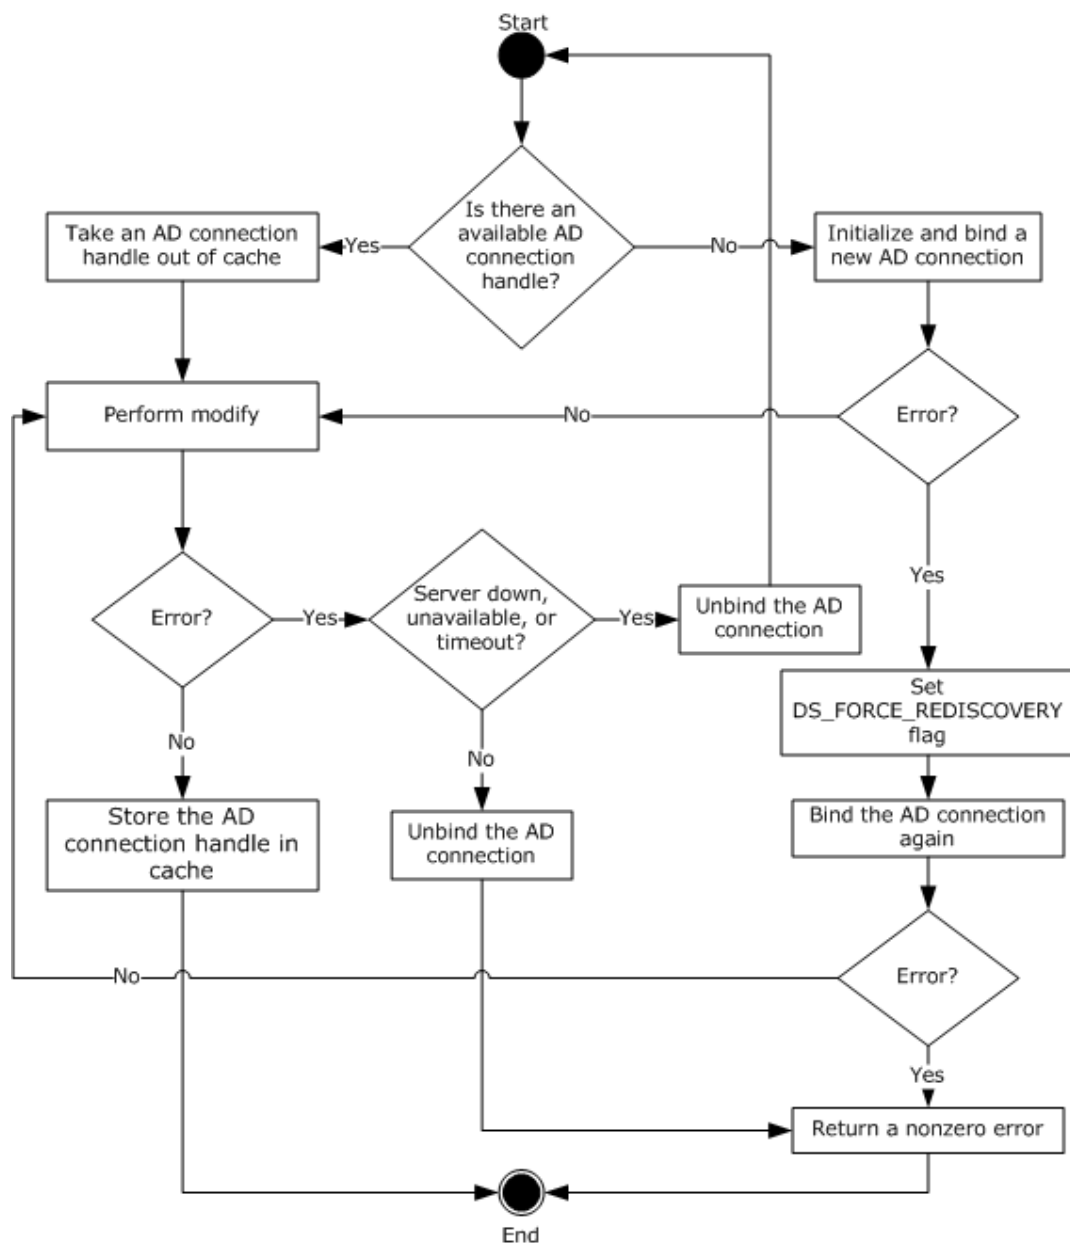 Start
Is there an
available AD
connection
handle?
Yes
No
Take an AD connection
handle out of cache
Initialize and bind a
new AD connection
Perform modify
No
Error?
Yes
Error?
Yes
Server down,
unavailable, or
timeout?
Yes
Unbind the AD
connection
Set
DS_FORCE_REDISCOVERY
flag
No
No
Store the AD
connection handle in
cache
Unbind the AD
connection
Bind the AD connection
again
No
Error?
Yes
Return a nonzero error
End